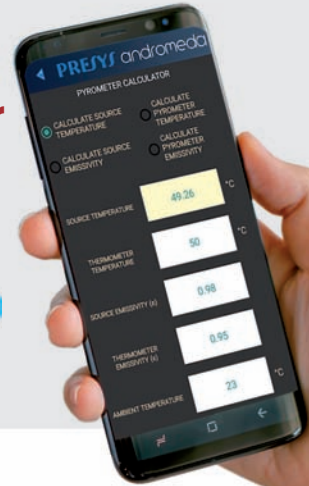 PRESYS andromeda
PYROMETER CALCULATOR
CALCULATE SOURCE
TEMPERATURE
CALCULATE
PYROMETER
TEMPERATURE
CALCULATE SOURCE
EMISSIVITY
CALCULATE
PYROMETER
EMISSIVITY
SOURCE TEMPERATURE 49.26 °C
THERMOMETER
TEMPERATURE 50 °C
SOURCE EMISSIVITY (ε) 0.98
THERMOMETER
EMISSIVITY (ε) 0.95
AMBIENT TEMPERATURE 23 °C